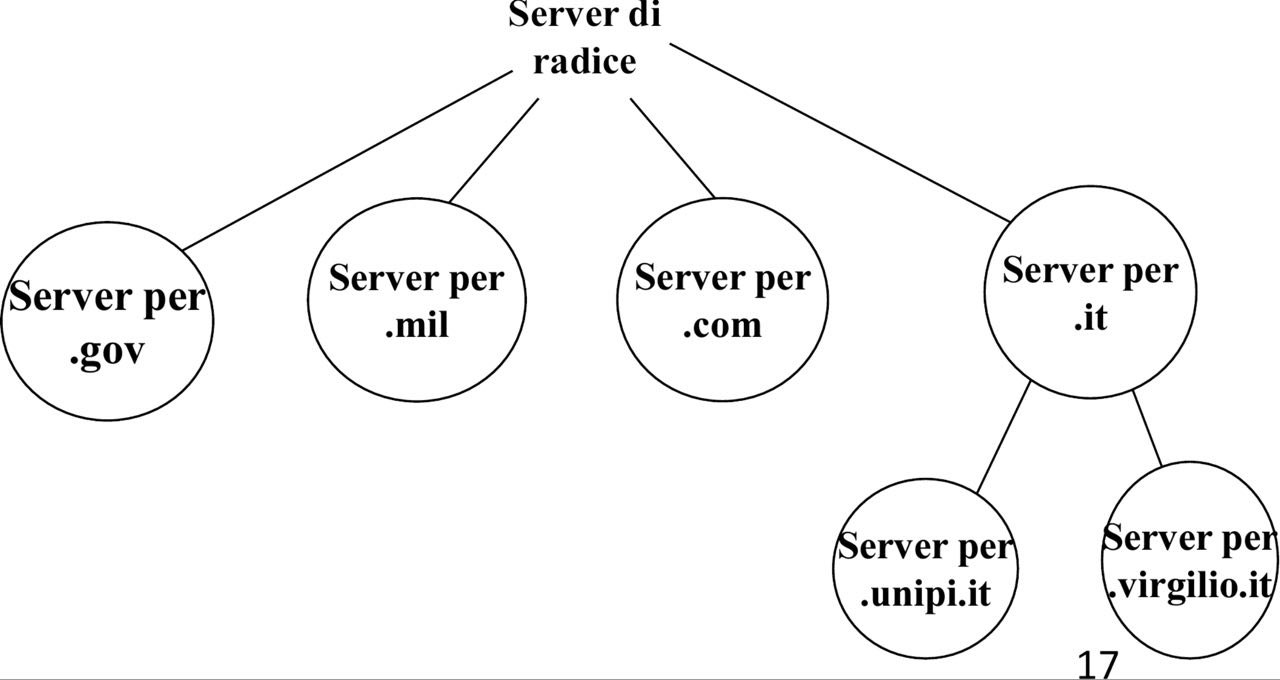 Server di
radice
Server per
.gov
Server per
.mil
Server per
.com
Server per
.it
Server per
.unipi.it
Server per
.virgilio.it
17